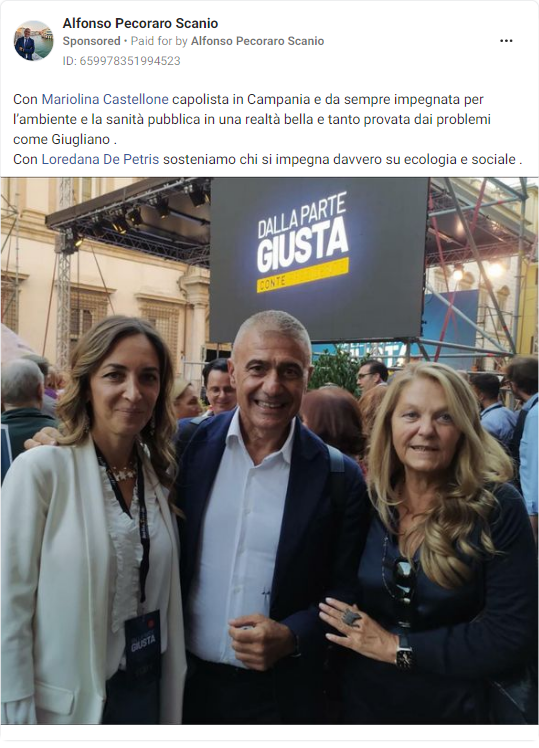 Alfonso Pecoraro Scanio
Sponsored • Paid for by Alfonso Pecoraro Scanio
ID: 659978351994523
Con Mariolina Castellone capolista in Campania e da sempre impegnata per
l'ambiente e la sanità pubblica in una realtà bella e tanto provata dai problemi
come Giugliano .
Con Loredana De Petris sosteniamo chi si impegna davvero su ecologia e sociale .
DALLA PARTE
GIUSTA
CONTE
GIUSTA